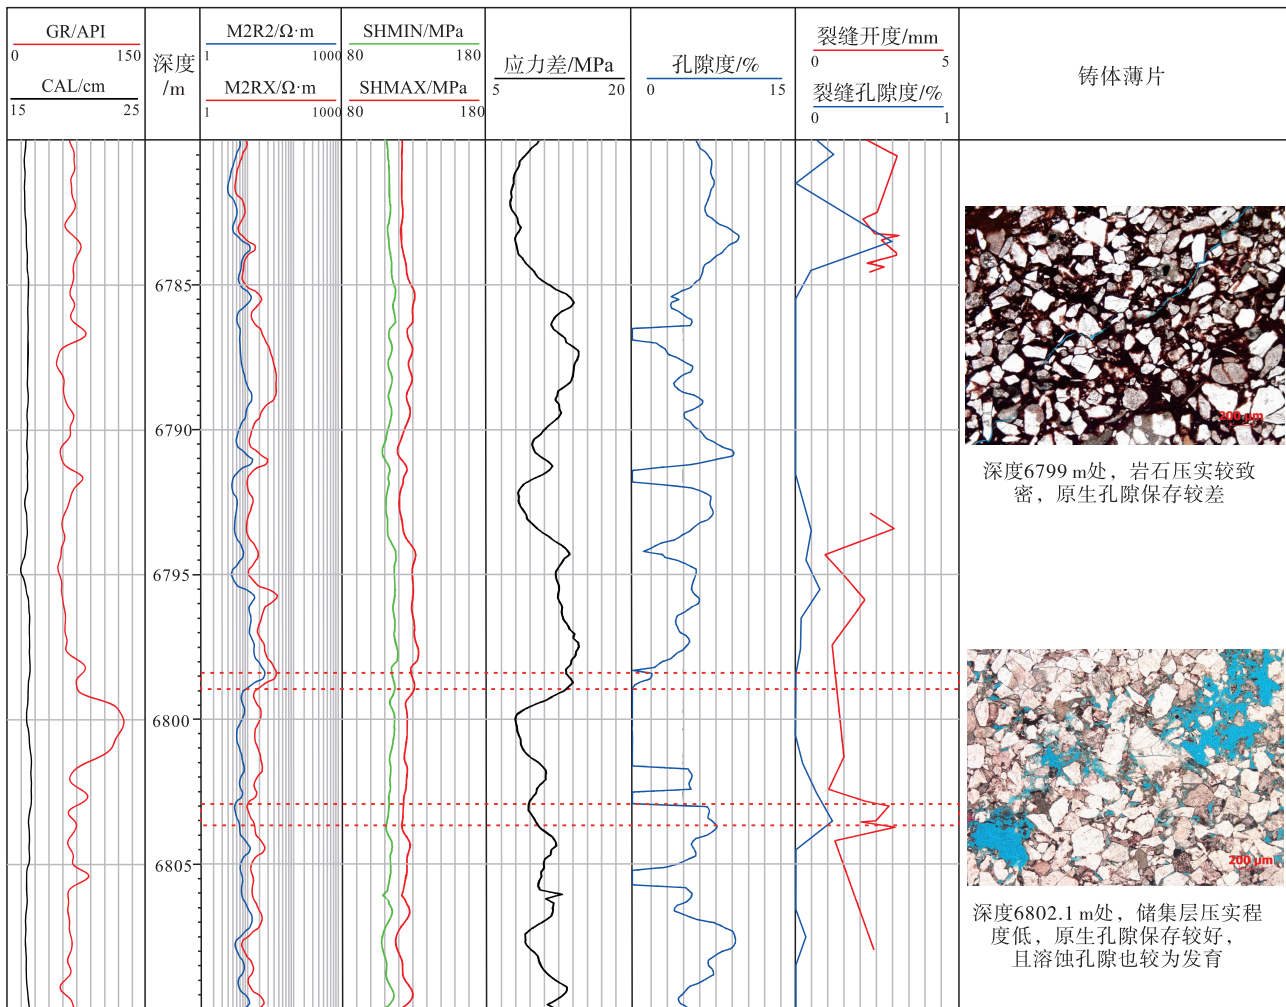 GR/API
0 150
CAL/cm
15 25
深度
/m
M2R2/Ω·m
1 1000
M2RX/Ω·m
1 1000
SHMIN/MPa
80 180
SHMAX/MPa
80 180
应力差/MPa
5 20
孔隙度/%
0 15
裂缝开度/mm
0 5
裂缝孔隙度/%
0 1
铸体薄片
6785
6790
6795
6800
6805
200 μm
深度6799 m处，岩石压实较致
密，原生孔隙保存较差
200 μm
深度6802.1 m处，储集层压实程
度低，原生孔隙保存较好，
且溶蚀孔隙也较为发育